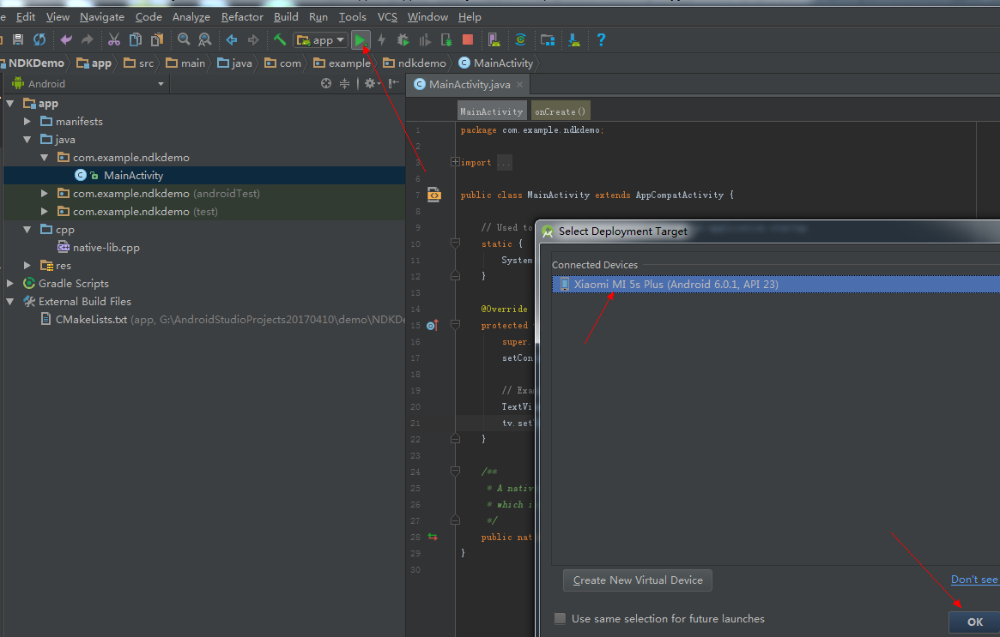 e Edit View Navigate Code Analyze Refactor Build Run Tools VCS Window Help
app
NDKDemo app src main java com example ndkdemo MainActivity
Android
MainActivity.java
app
manifests
java
com.example.ndkdemo
MainActivity
com.example.ndkdemo (androidTest)
com.example.ndkdemo (test)
cpp
native-lib.cpp
res
Gradle Scripts
External Build Files
CMakeLists.txt (app, G:\AndroidStudioProjects20170410\demo\NDKDe
MainActivity onCreate()
1 package com.example.ndkdemo;
2
3 import ...
6
7 public class MainActivity extends AppCompatActivity {
8
9 // Used to
10 static {
11 System
12 }
13
14 @Override
15 protected
16 super.
17 setCon
18
19 // Exa
20 TextVi
21 tv.set
22 }
23
24 /**
25 * A nativ
26 * which i
27 */
28 public nat
29 }
30
Select Deployment Target
Connected Devices
Xiaomi MI 5s Plus (Android 6.0.1, API 23)
Create New Virtual Device
Don't see
Use same selection for future launches
OK